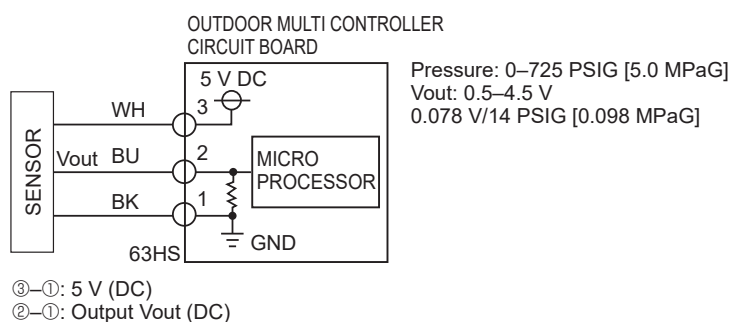 OUTDOOR MULTI CONTROLLER
CIRCUIT BOARD
Pressure: 0–725 PSIG [5.0 MPaG]
Vout: 0.5–4.5 V
0.078 V/14 PSIG [0.098 MPaG]
5 V DC
SENSOR
WH
3
Vout BU
2
MICRO
PROCESSOR
BK
1
63HS
GND
③–①: 5 V (DC)
②–①: Output Vout (DC)